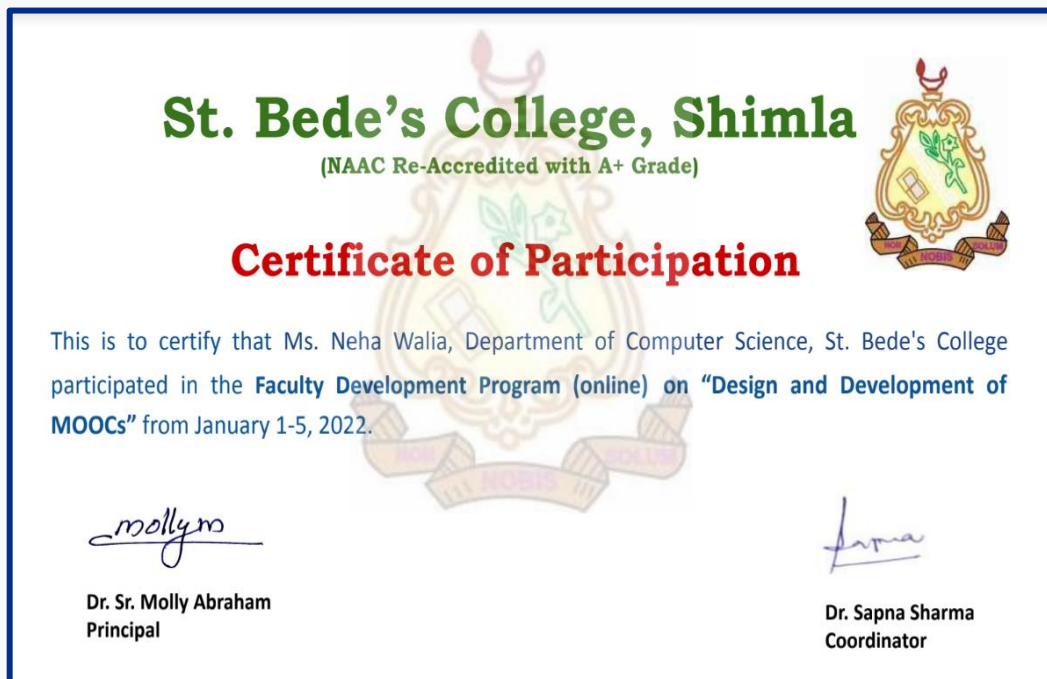 St. Bede’s College, Shimla
(NAAC Re-Accredited with A+ Grade)
NON NOBIS SOLUM
Certificate of Participation
This is to certify that Ms. Neha Walia, Department of Computer Science, St. Bede's College
participated in the Faculty Development Program (online) on “Design and Development of
MOOCs” from January 1-5, 2022.
NON NOBIS SOLUM
mollym
Sapna
Dr. Sr. Molly Abraham
Principal
Dr. Sapna Sharma
Coordinator